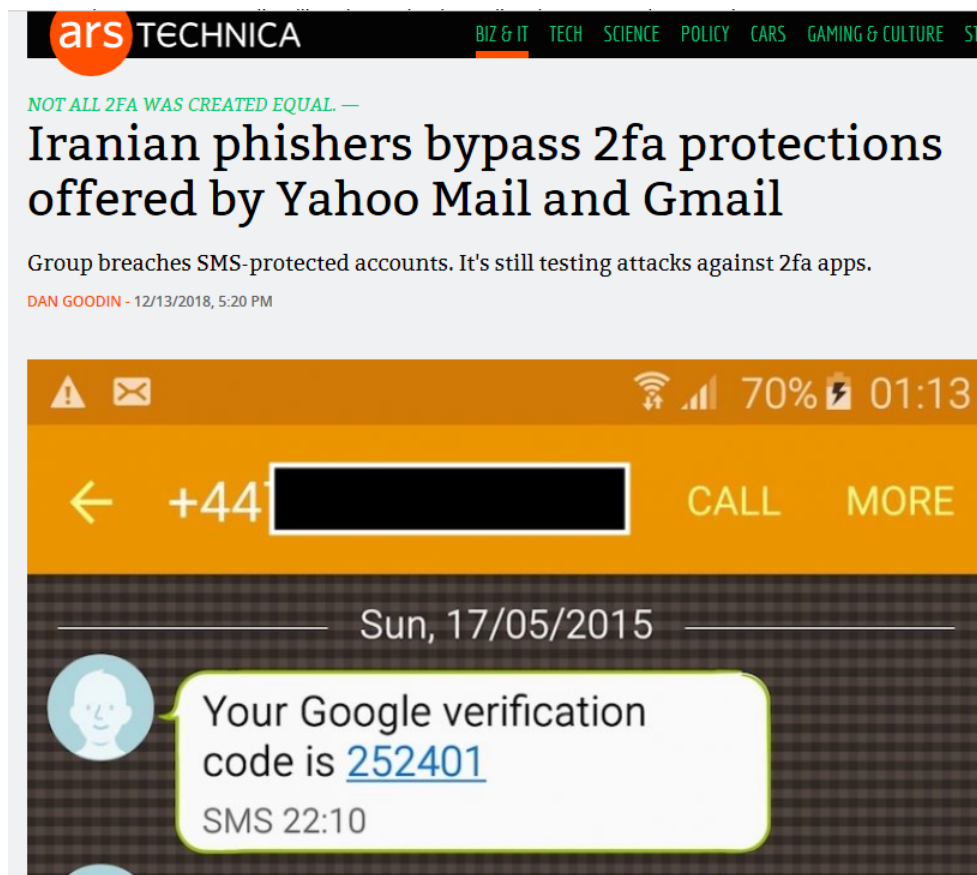 ars TECHNICA
BIZ & IT TECH SCIENCE POLICY CARS GAMING & CULTURE
NOT ALL 2FA WAS CREATED EQUAL. —
Iranian phishers bypass 2fa protections
offered by Yahoo Mail and Gmail
Group breaches SMS-protected accounts. It's still testing attacks against 2fa apps.
DAN GOODIN - 12/13/2018, 5:20 PM
70% 01:13
+44
CALL MORE
Sun, 17/05/2015
Your Google verification
code is 252401
SMS 22:10